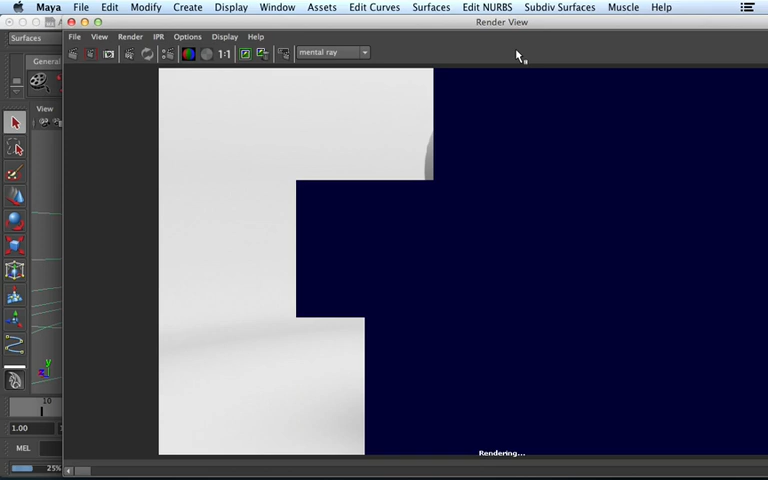 Maya File Edit Modify Create Display Window Assets Edit Curves Surfaces Edit NURBS Subdiv Surfaces Muscle Help
Render View
File View Render IPR Options Display Help
Surfaces
1:1
mental ray
General
View
y
z
10
1.00
MEL
Rendering...
25%